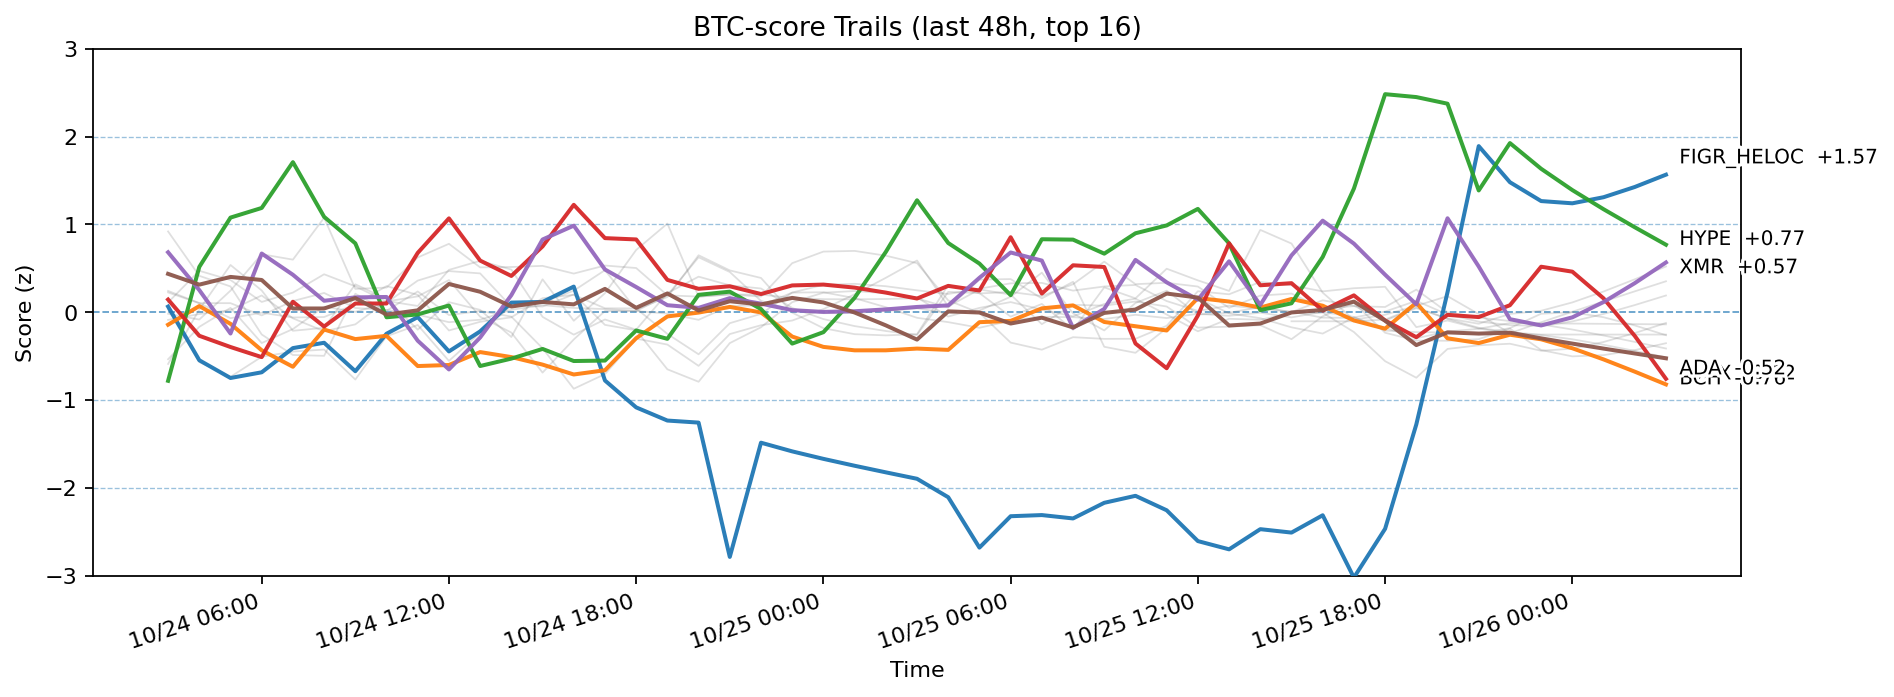 BTC-score Trails (last 48h, top 16)
Score (z)
3
2
1
0
−1
−2
−3
FIGR_HELOC +1.57
HYPE +0.77
XMR +0.57
ADA -0.52
BCH -0.76
10/24 06:00
10/24 12:00
10/24 18:00
10/25 00:00
10/25 06:00
10/25 12:00
10/25 18:00
10/26 00:00
Time